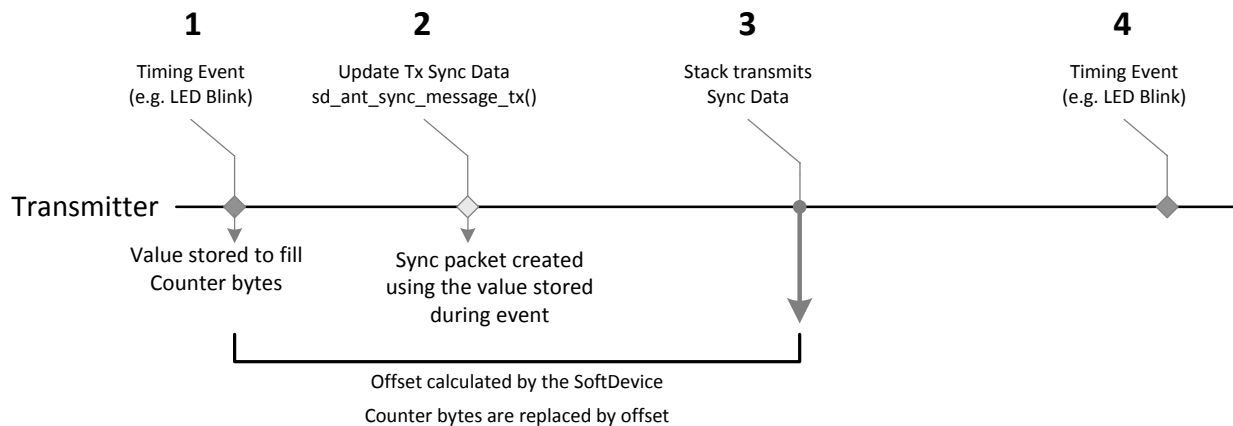 1
2
3
4
Timing Event
(e.g. LED Blink)
Update Tx Sync Data
sd_ant_sync_message_tx()
Stack transmits
Sync Data
Timing Event
(e.g. LED Blink)
Transmitter
Value stored to fill
Counter bytes
Sync packet created
using the value stored
during event
Offset calculated by the SoftDevice
Counter bytes are replaced by offset